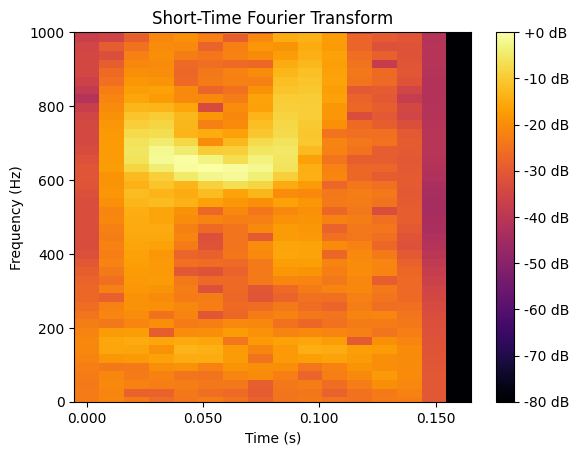 Short-Time Fourier Transform
1000
800
600
400
200
0
Frequency (Hz)
0.000
0.050
0.100
0.150
Time (s)
+0 dB
-10 dB
-20 dB
-30 dB
-40 dB
-50 dB
-60 dB
-70 dB
-80 dB